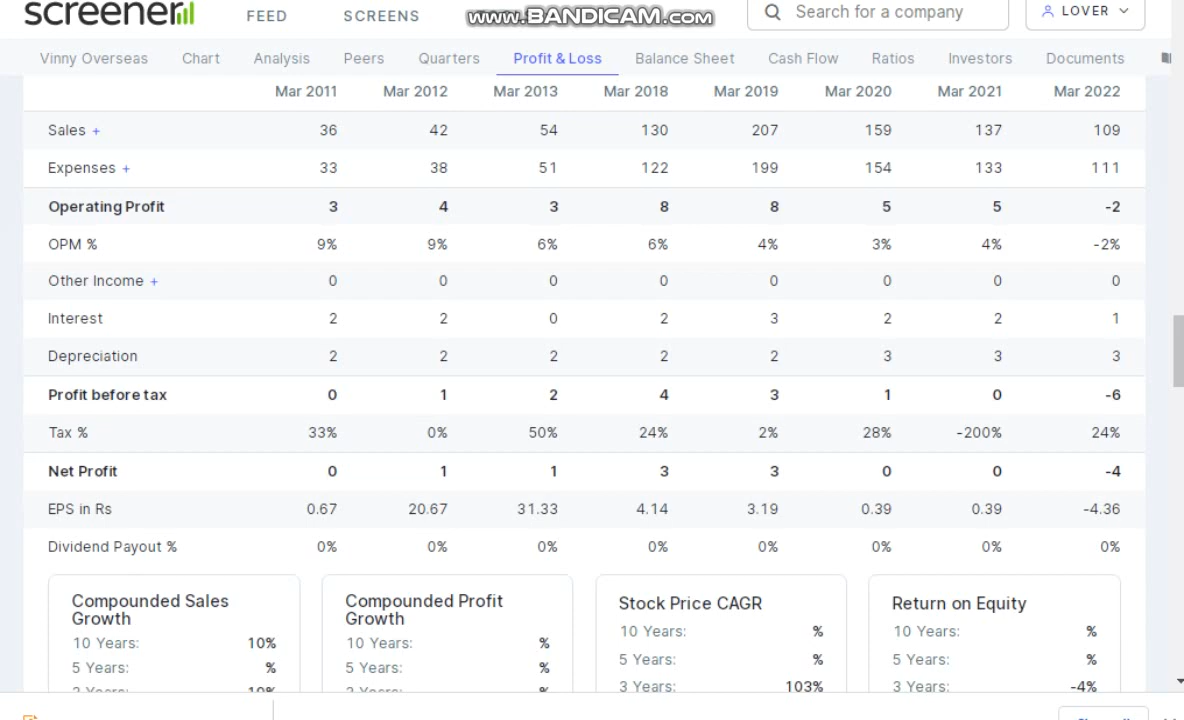 screener
FEED SCREENS www.BANDICAM.com Search for a company LOVER
Vinny Overseas Chart Analysis Peers Quarters Profit & Loss Balance Sheet Cash Flow Ratios Investors Documents
Mar 2011 Mar 2012 Mar 2013 Mar 2018 Mar 2019 Mar 2020 Mar 2021 Mar 2022
Sales + 36 42 54 130 207 159 137 109
Expenses + 33 38 51 122 199 154 133 111
Operating Profit 3 4 3 8 8 5 5 -2
OPM % 9% 9% 6% 6% 4% 3% 4% -2%
Other Income + 0 0 0 0 0 0 0 0
Interest 2 2 0 2 3 2 2 1
Depreciation 2 2 2 2 2 3 3 3
Profit before tax 0 1 2 4 3 1 0 -6
Tax % 33% 0% 50% 24% 2% 28% -200% 24%
Net Profit 0 1 1 3 3 0 0 -4
EPS in Rs 0.67 20.67 31.33 4.14 3.19 0.39 0.39 -4.36
Dividend Payout % 0% 0% 0% 0% 0% 0% 0% 0%
Compounded Sales
Growth
10 Years: 10%
5 Years: %
3 Years: 10%
Compounded Profit
Growth
10 Years: %
5 Years: %
3 Years: %
Stock Price CAGR
10 Years: %
5 Years: %
3 Years: 103%
Return on Equity
10 Years: %
5 Years: %
3 Years: -4%